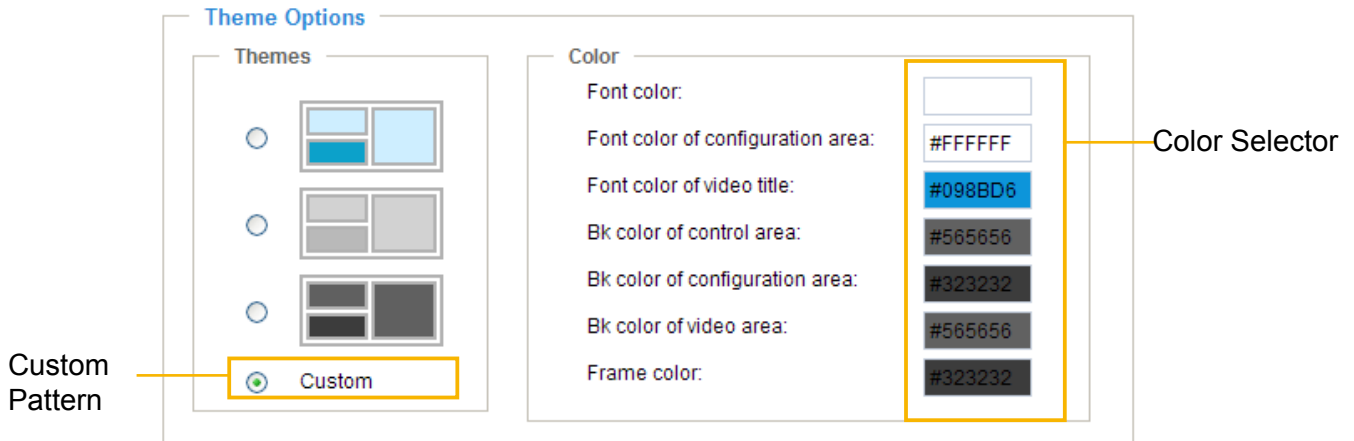 Theme Options
Themes
Custom
Color
Font color:
Font color of configuration area: #FFFFFF
Font color of video title: #098BD6
Bk color of control area: #565656
Bk color of configuration area: #323232
Bk color of video area: #565656
Frame color: #323232
Color Selector
Custom
Pattern